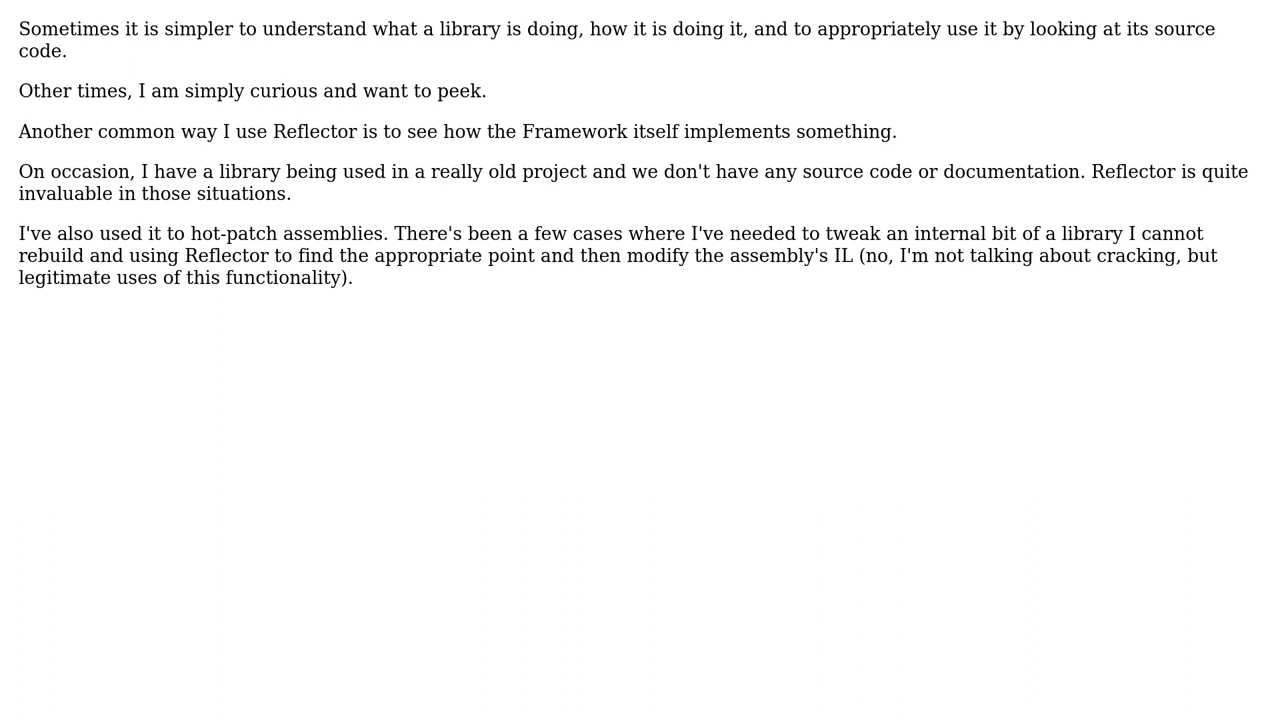 Sometimes it is simpler to understand what a library is doing, how it is doing it, and to appropriately use it by looking at its source
code.
Other times, I am simply curious and want to peek.
Another common way I use Reflector is to see how the Framework itself implements something.
On occasion, I have a library being used in a really old project and we don't have any source code or documentation. Reflector is quite
invaluable in those situations.
I've also used it to hot-patch assemblies. There's been a few cases where I've needed to tweak an internal bit of a library I cannot
rebuild and using Reflector to find the appropriate point and then modify the assembly's IL (no, I'm not talking about cracking, but
legitimate uses of this functionality).